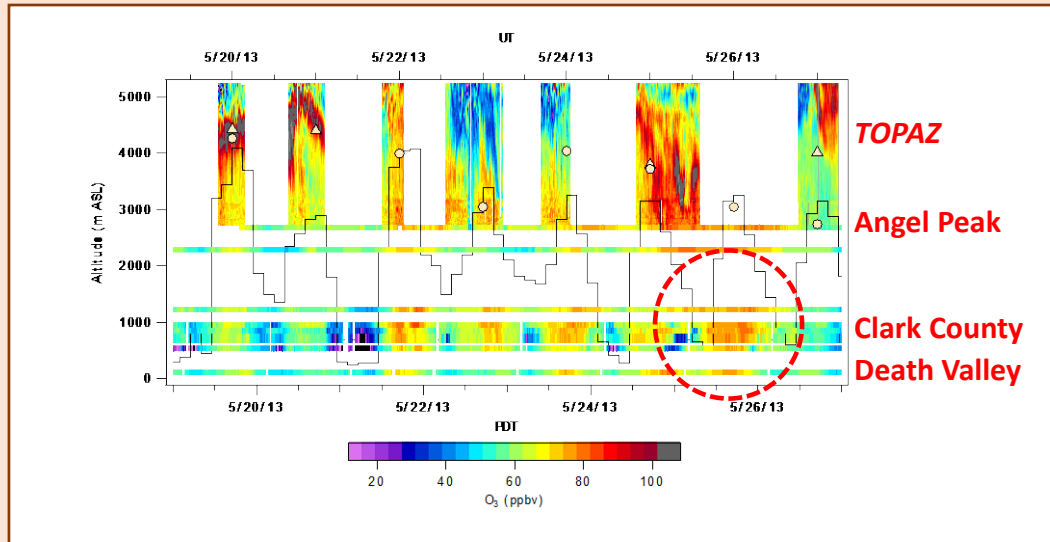 UT
5/20/13 5/22/13 5/24/13 5/26/13
5000
4000
3000
2000
1000
0
Altitude (m ASL)
TOPAZ
Angel Peak
Clark County
Death Valley
5/20/13 5/22/13 5/24/13 5/26/13
PDT
20 40 60 80 100
O₃ (ppbv)